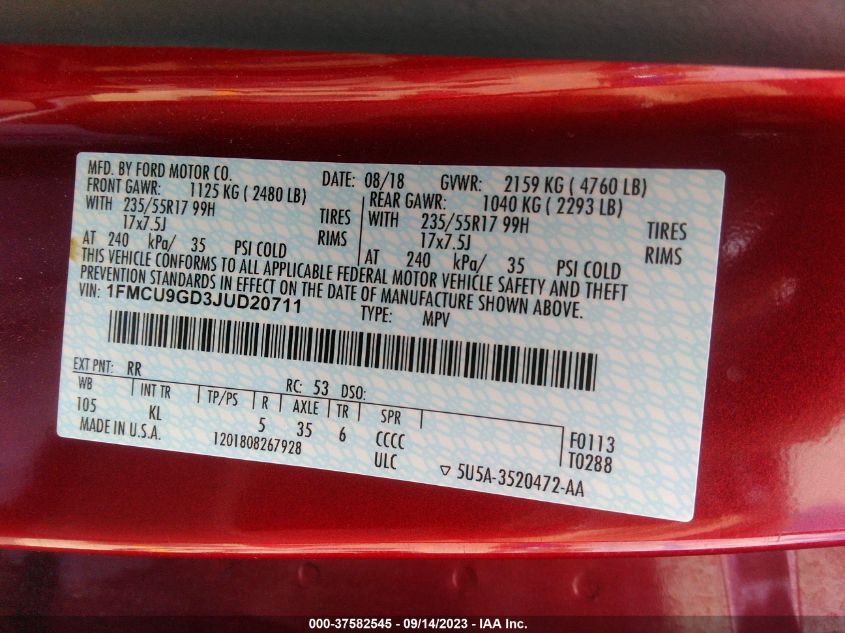 MFD. BY FORD MOTOR CO. DATE: 08/18 GVWR: 2159 KG ( 4760 LB)
FRONT GAWR: 1125 KG ( 2480 LB) REAR GAWR: 1040 KG ( 2293 LB)
WITH 235/55R17 99H TIRES WITH 235/55R17 99H TIRES
17x7.5J RIMS 17x7.5J RIMS
AT 240 kPa/ 35 PSI COLD AT 240 kPa/ 35 PSI COLD
THIS VEHICLE CONFORMS TO ALL APPLICABLE FEDERAL MOTOR VEHICLE SAFETY AND THEFT
PREVENTION STANDARDS IN EFFECT ON THE DATE OF MANUFACTURE SHOWN ABOVE.
VIN: 1FMCU9GD3JUD20711 TYPE: MPV
EXT PNT: RR RC: 53 DSO:
WB INT TR TP/PS R AXLE TR SPR
105 KL 5 35 6 CCCC F0113
MADE IN U.S.A. 1201808267928 ULC T0288
▽ 5U5A-3520472-AA
000-37582545 - 09/14/2023 - IAA Inc.